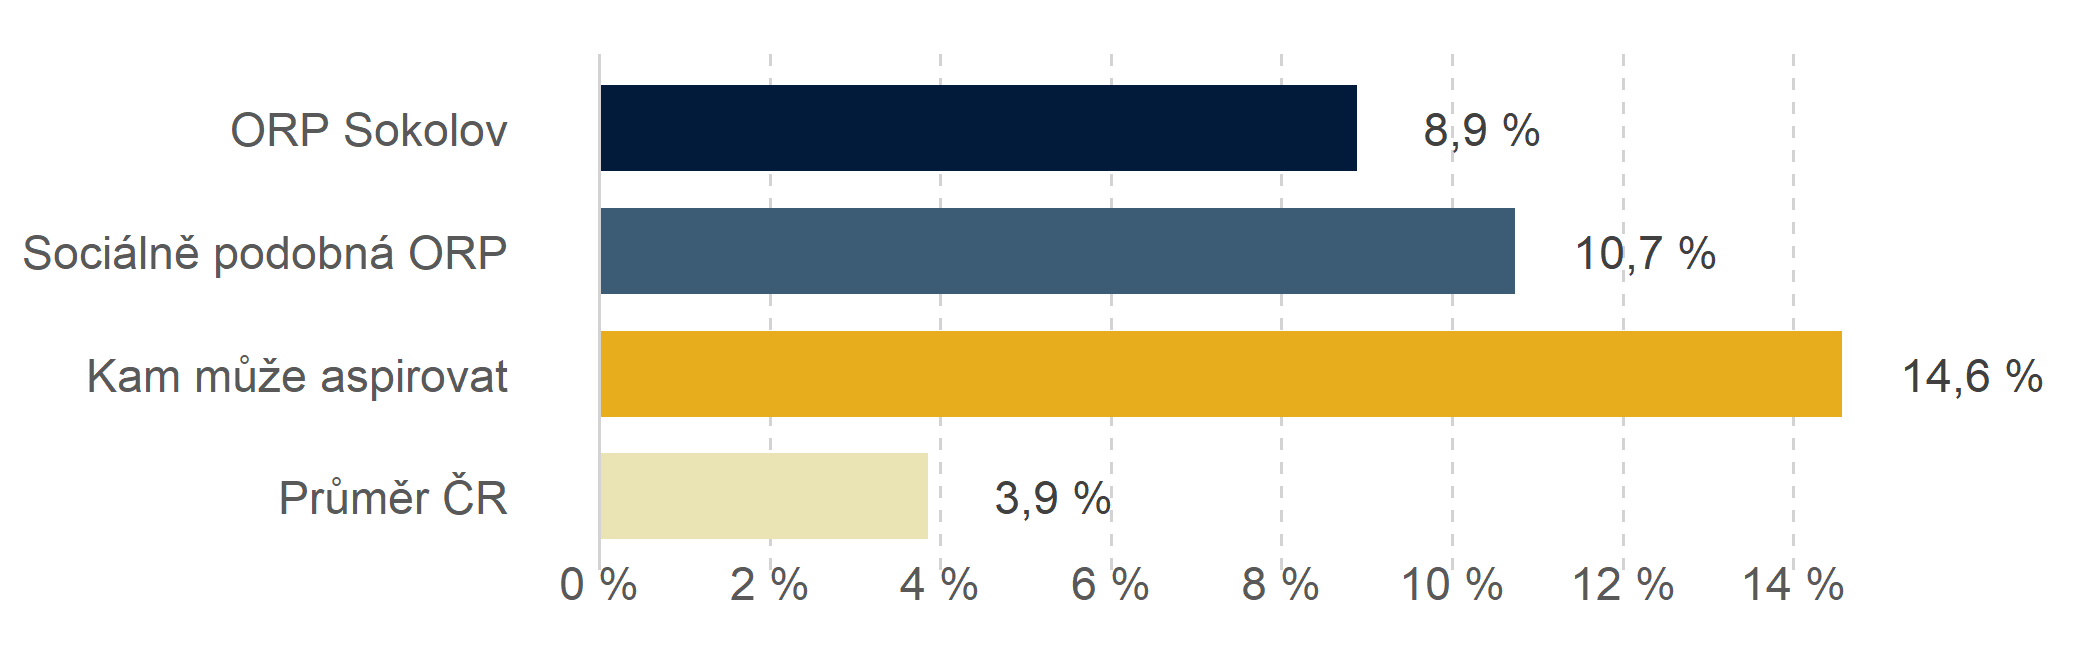 ORP Sokolov
8,9 %
Sociálně podobná ORP
10,7 %
Kam může aspirovat
14,6 %
Průměr ČR
3,9 %
0 % 2 % 4 % 6 % 8 % 10 % 12 % 14 %